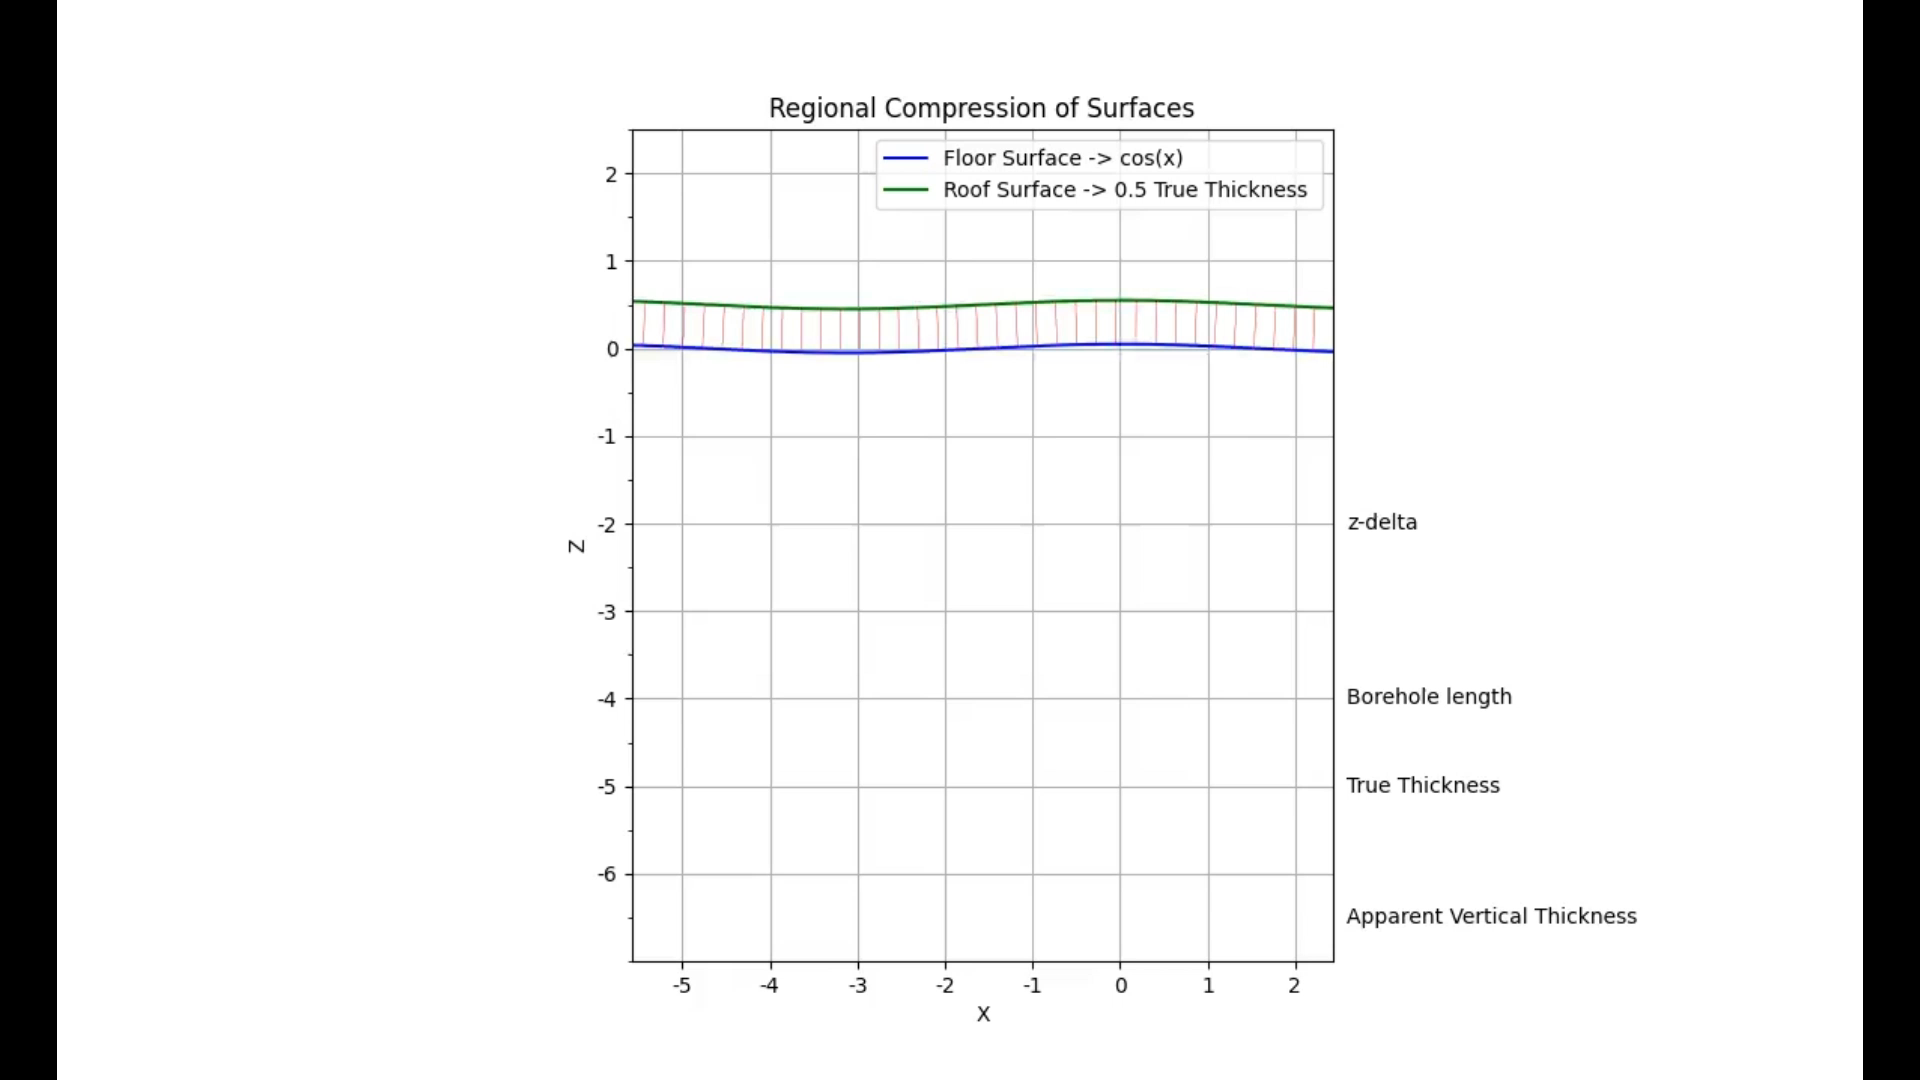 Regional Compression of Surfaces
Floor Surface -> cos(x)
Roof Surface -> 0.5 True Thickness
2
1
0
-1
-2
-3
-4
-5
-6
Z
z-delta
Borehole length
True Thickness
Apparent Vertical Thickness
-5 -4 -3 -2 -1 0 1 2
X